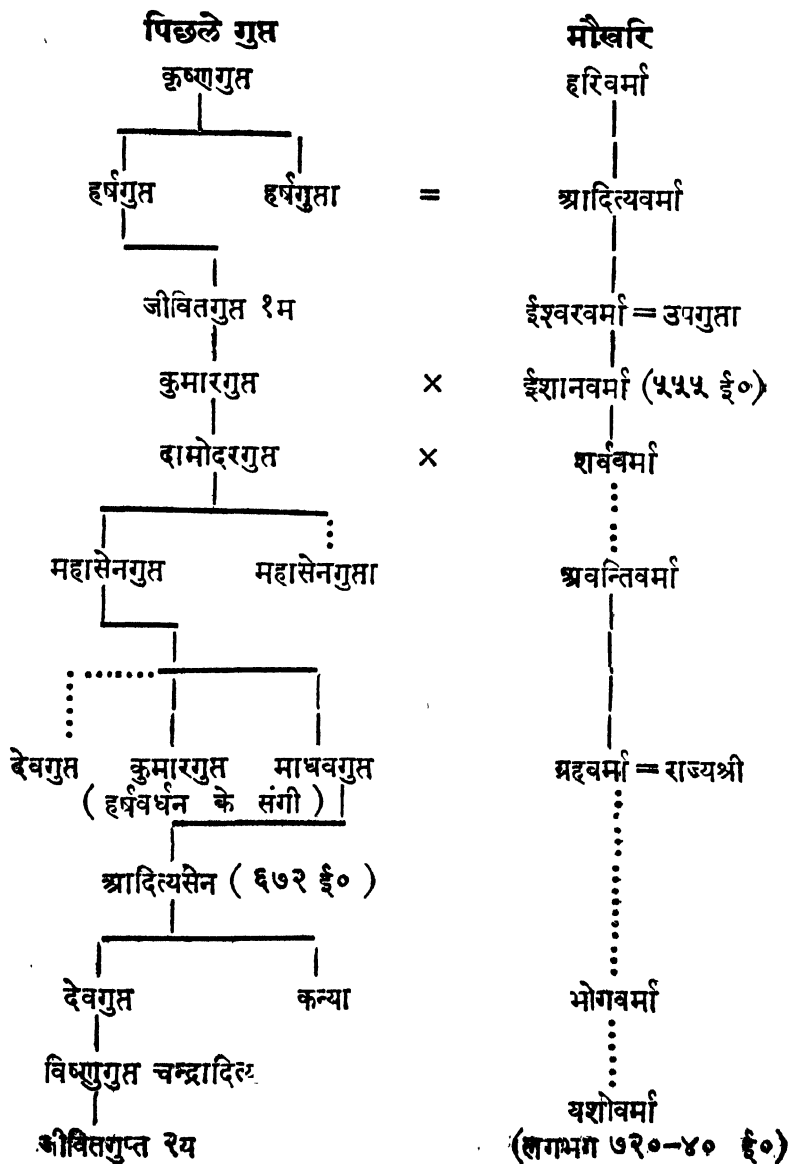 पिछले गुप्त मौखरि
कृष्णगुप्त हरिवर्मा
हर्षगुप्त हर्षगुप्ता = आदित्यवर्मा
जीवितगुप्त १म ईश्वरवर्मा = उपगुप्ता
कुमारगुप्त × ईशानवर्मा (५५५ ई०)
दामोदरगुप्त × शर्ववर्मा
महासेनगुप्त महासेनगुप्ता अवन्तिवर्मा
देवगुप्त कुमारगुप्त माधवगुप्त ग्रहवर्मा = राज्यश्री
( हर्षवर्धन के संगी )
आदित्यसेन ( ६७२ ई० )
देवगुप्त कन्या भोगवर्मा
विष्णुगुप्त चन्द्रादित्य
यशोवर्मा
जीवितगुप्त २य (लगभग ७२०-४० ई०)